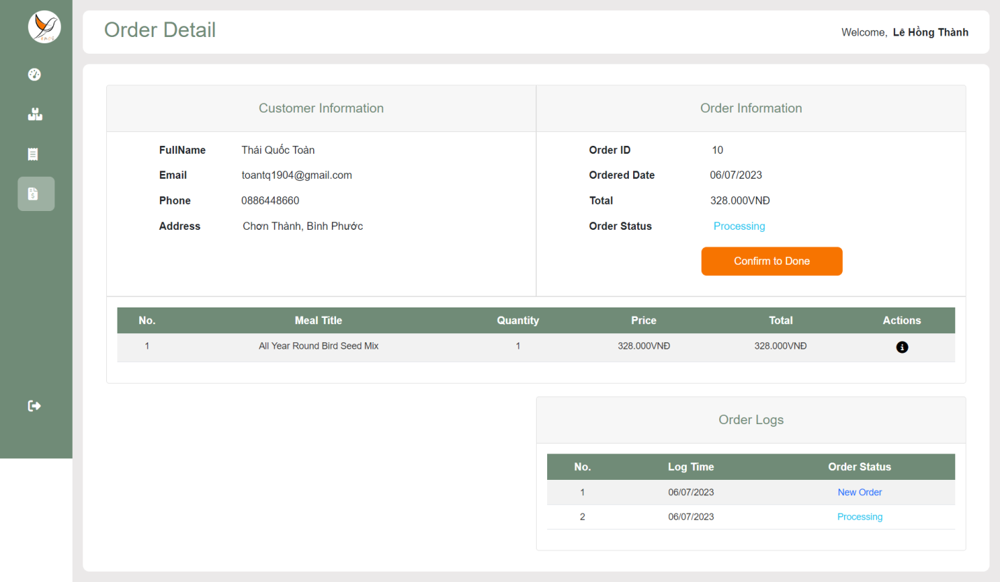 Order Detail
Welcome, Lê Hồng Thành
Customer Information
FullName Thái Quốc Toàn
Email toantq1904@gmail.com
Phone 0886448660
Address Chơn Thành, Bình Phước
Order Information
Order ID 10
Ordered Date 06/07/2023
Total 328.000VNĐ
Order Status Processing
Confirm to Done
No. Meal Title Quantity Price Total Actions
1 All Year Round Bird Seed Mix 1 328.000VNĐ 328.000VNĐ
Order Logs
No. Log Time Order Status
1 06/07/2023 New Order
2 06/07/2023 Processing